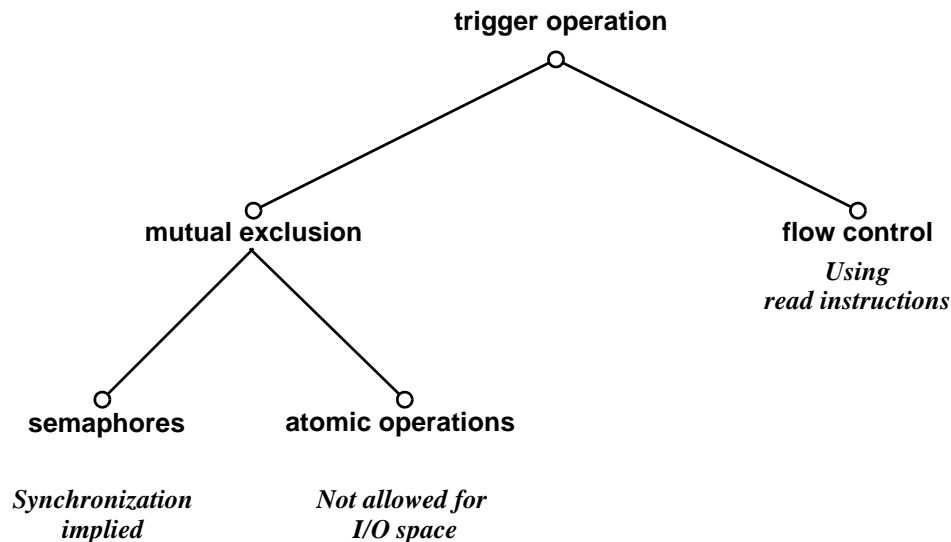 trigger operation
mutual exclusion
flow control
Using
read instructions
semaphores
atomic operations
Synchronization
implied
Not allowed for
I/O space